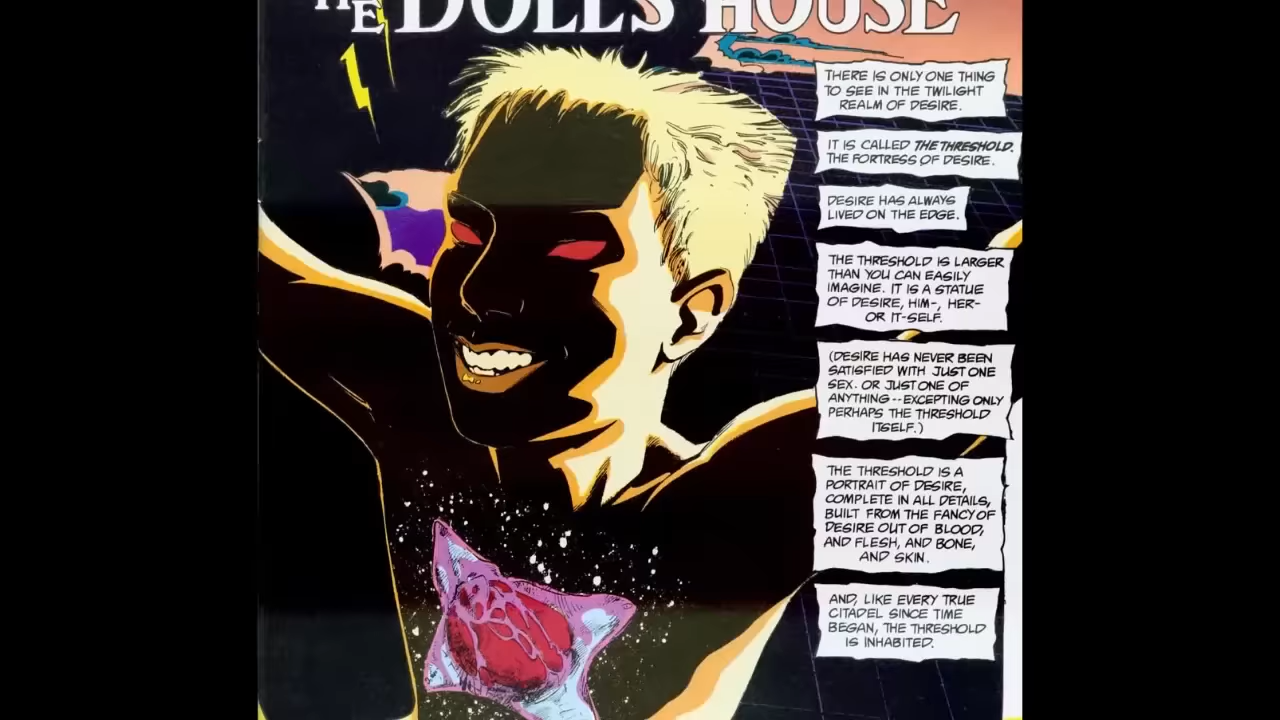 THE DOLL'S HOUSE
THERE IS ONLY ONE THING
TO SEE IN THE TWILIGHT
REALM OF DESIRE.
IT IS CALLED THE THRESHOLD.
THE FORTRESS OF DESIRE.
DESIRE HAS ALWAYS
LIVED ON THE EDGE.
THE THRESHOLD IS LARGER
THAN YOU CAN EASILY
IMAGINE. IT IS A STATUE
OF DESIRE, HIM-, HER-
OR IT-SELF.
(DESIRE HAS NEVER BEEN
SATISFIED WITH JUST ONE
SEX. OR JUST ONE OF
ANYTHING--EXCEPTING ONLY
PERHAPS THE THRESHOLD
ITSELF.)
THE THRESHOLD IS A
PORTRAIT OF DESIRE,
COMPLETE IN ALL DETAILS,
BUILT FROM THE FANCY OF
DESIRE OUT OF BLOOD,
AND FLESH, AND BONE,
AND SKIN.
AND, LIKE EVERY TRUE
CITADEL SINCE TIME
BEGAN, THE THRESHOLD
IS INHABITED.